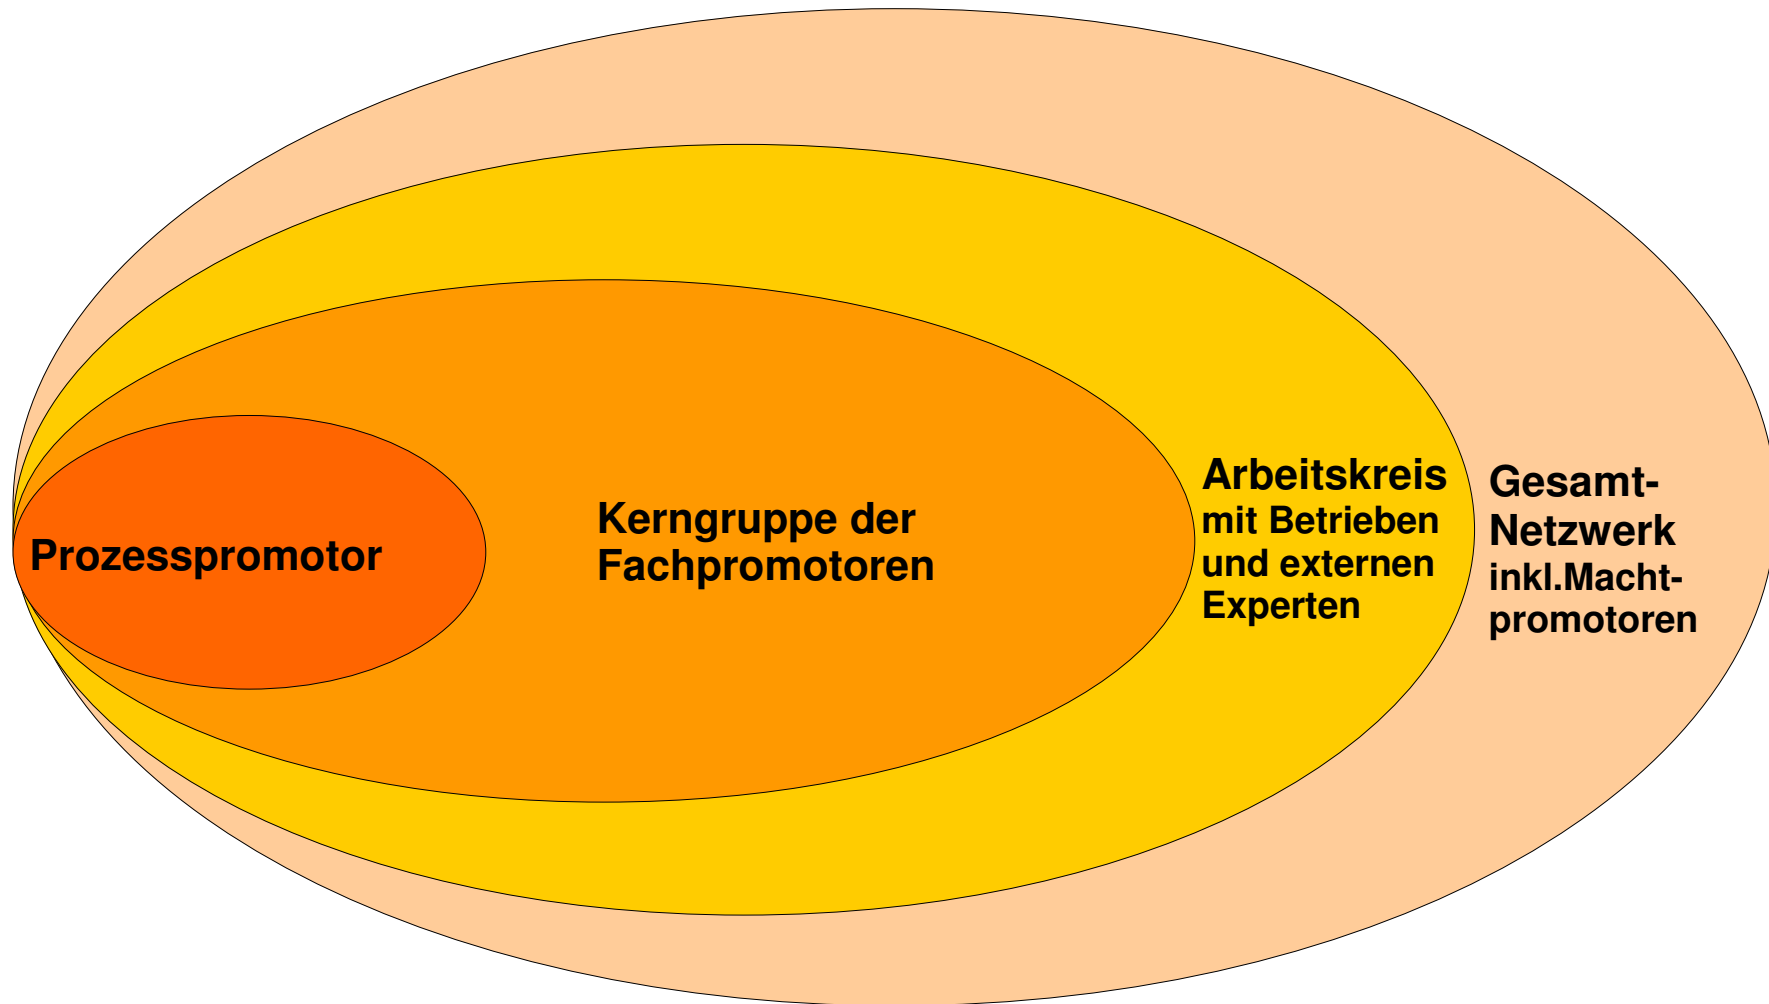 Prozesspromotor
Kerngruppe der
Fachpromotoren
Arbeitskreis
mit Betrieben
und externen
Experten
Gesamt-
Netzwerk
inkl.Macht-
promotoren